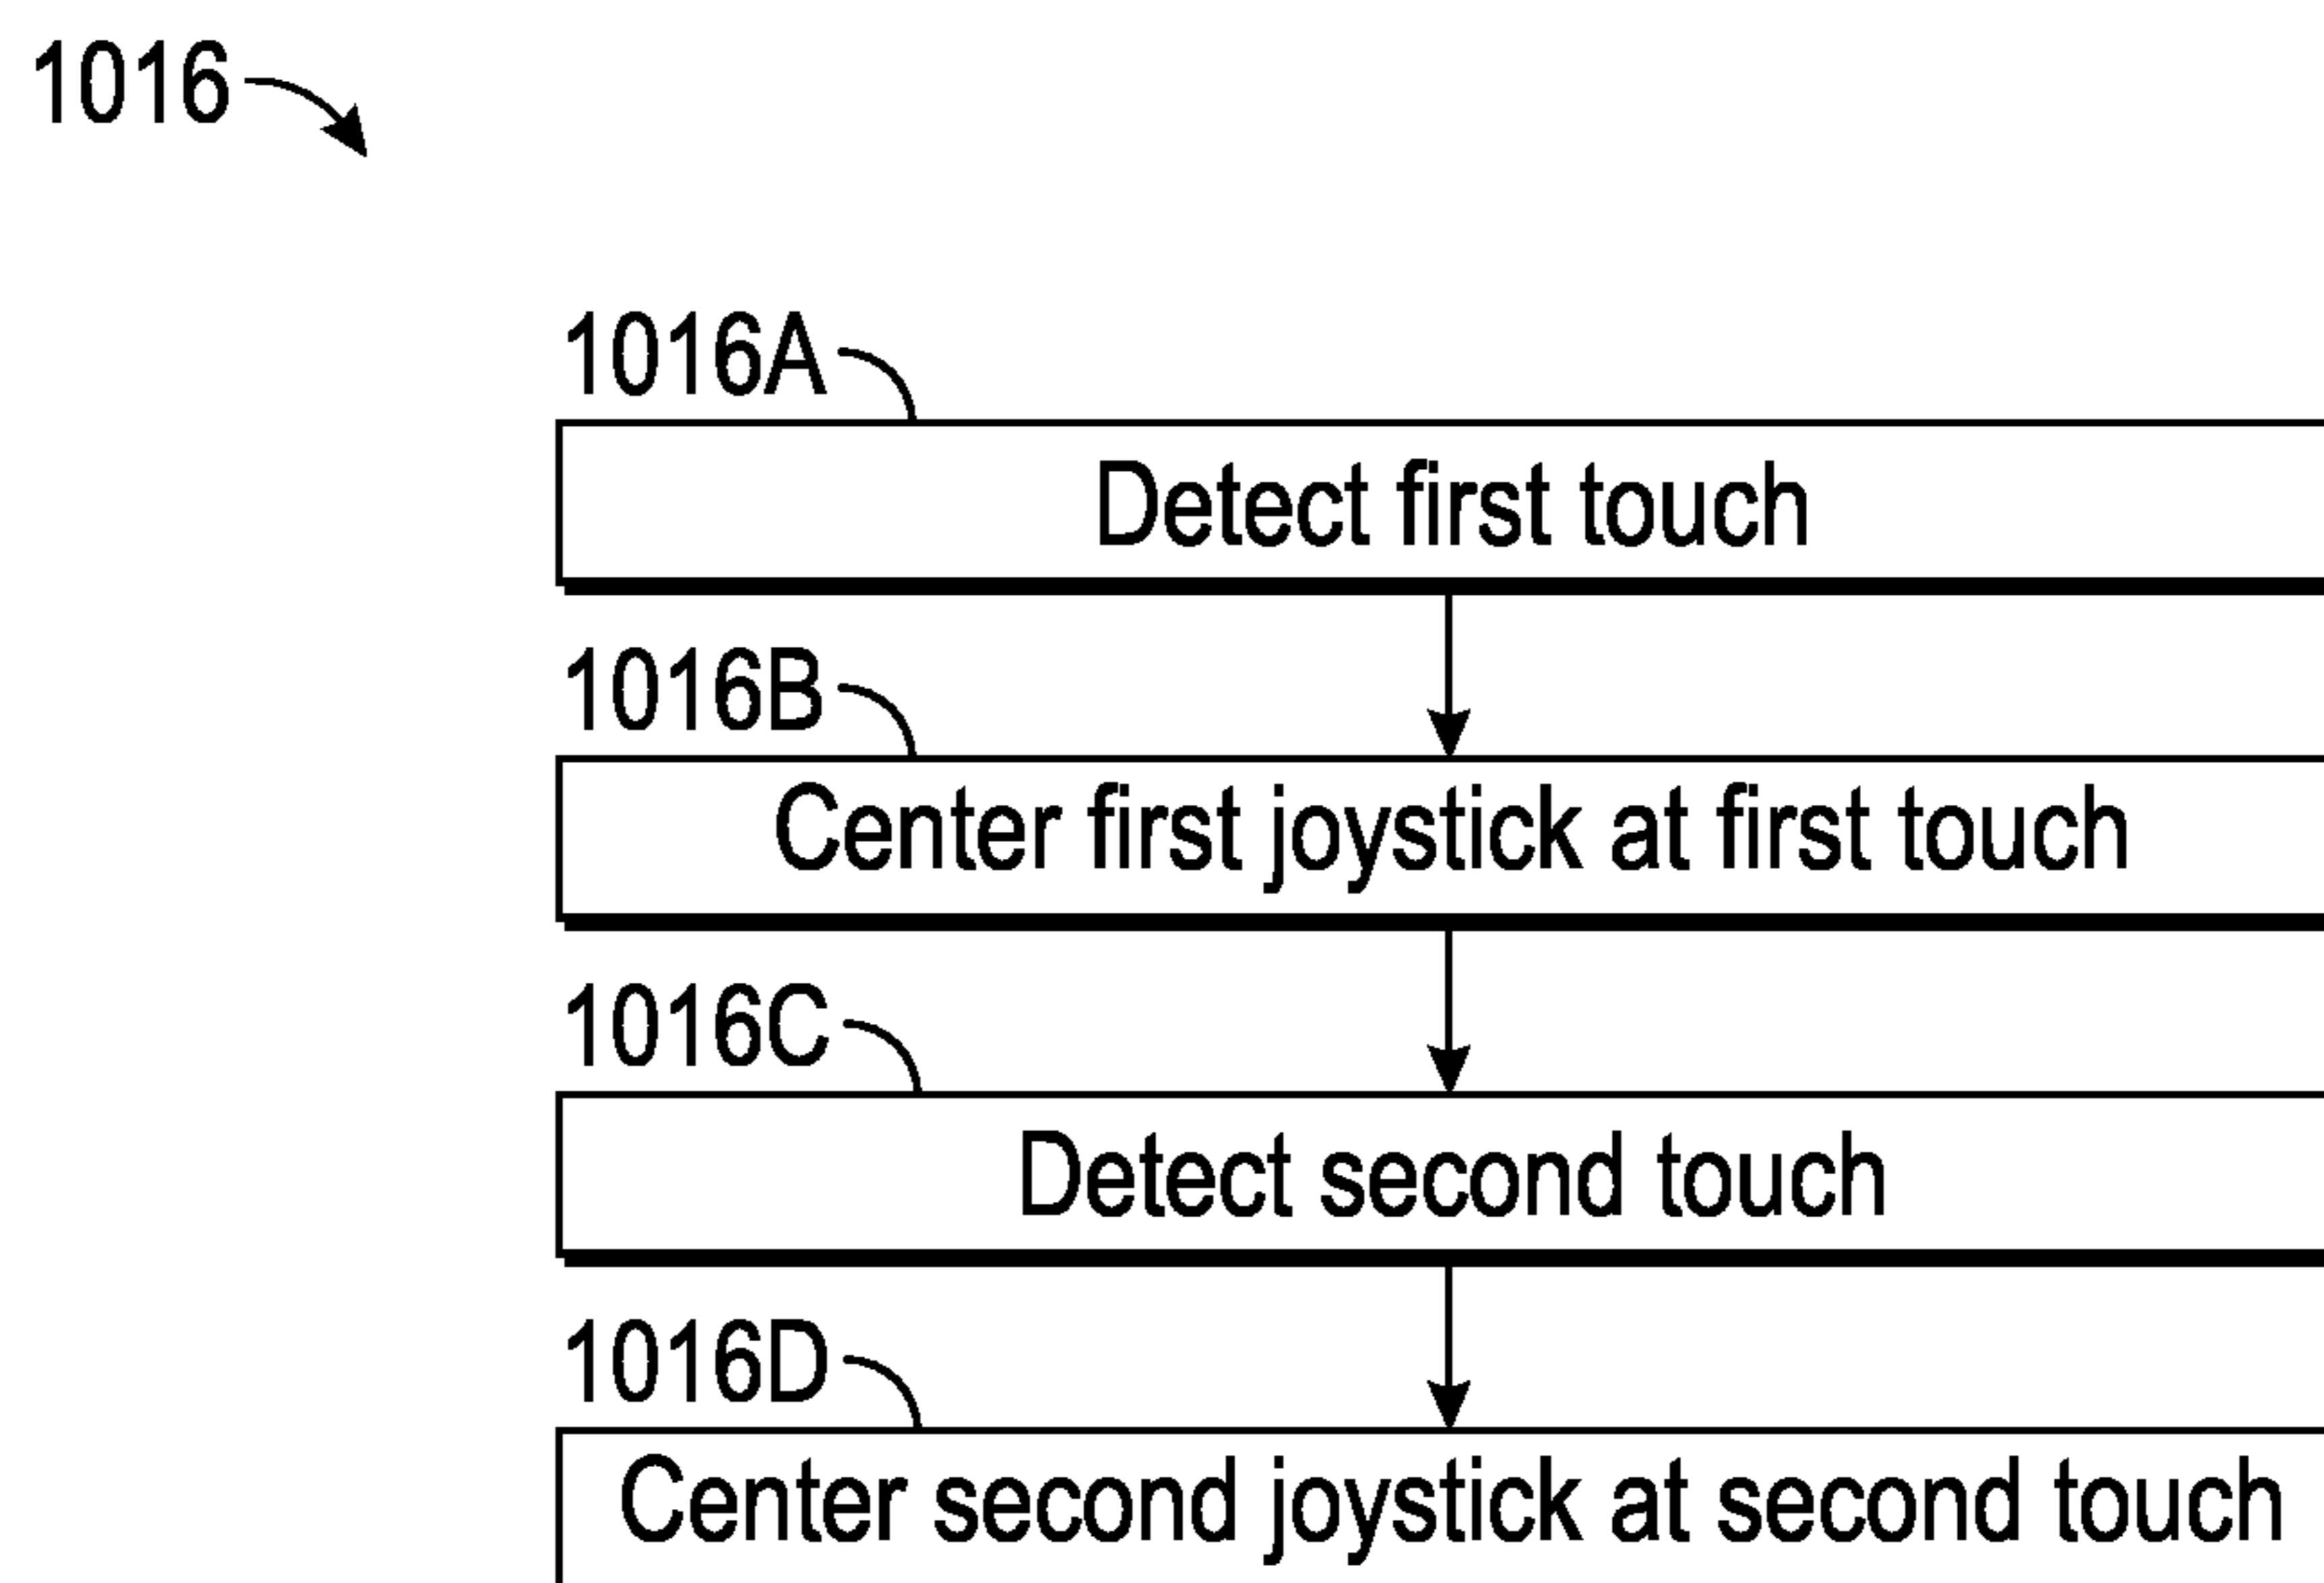 1016
1016A
Detect first touch
1016B
Center first joystick at first touch
1016C
Detect second touch
1016D
Center second joystick at second touch